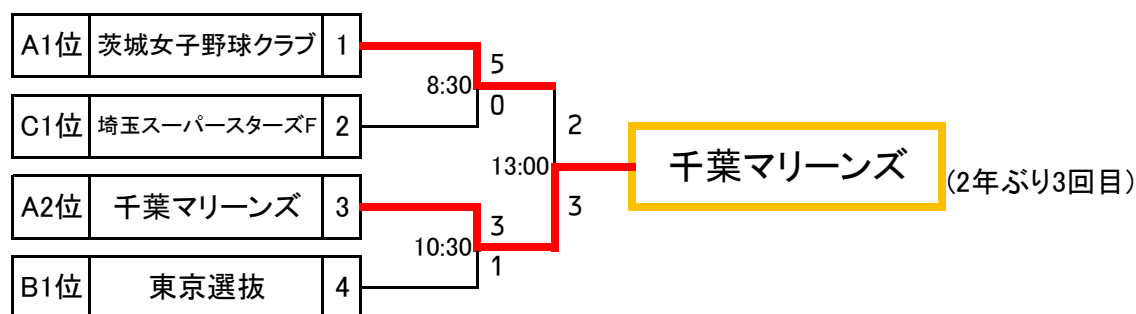 A1位 茨城女子野球クラブ 1
5
8:30
0
C1位 埼玉スーパースターズF 2
2
13:00
千葉マリーンズ
(2年ぶり3回目)
3
A2位 千葉マリーンズ 3
3
10:30
1
B1位 東京選抜 4